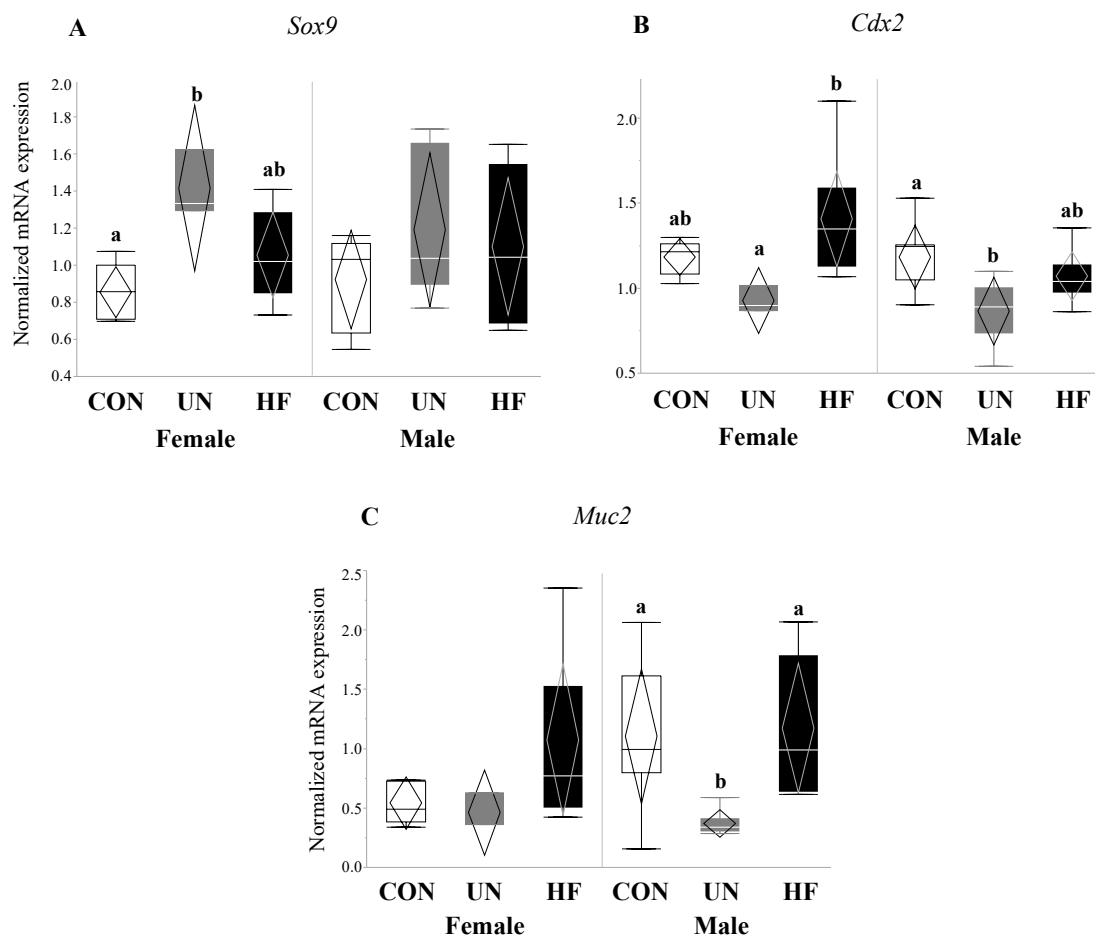 A
Sox9
Normalized mRNA expression
2.0
1.8
1.6
1.4
1.2
1.0
0.8
0.6
0.4
a
b
ab
CON UN HF CON UN HF
Female Male
B
Cdx2
2.0
1.5
1.0
0.5
ab
a
b
a
b
ab
CON UN HF CON UN HF
Female Male
C
Muc2
Normalized mRNA expression
2.5
2.0
1.5
1.0
0.5
0.0
a
b
a
CON UN HF CON UN HF
Female Male